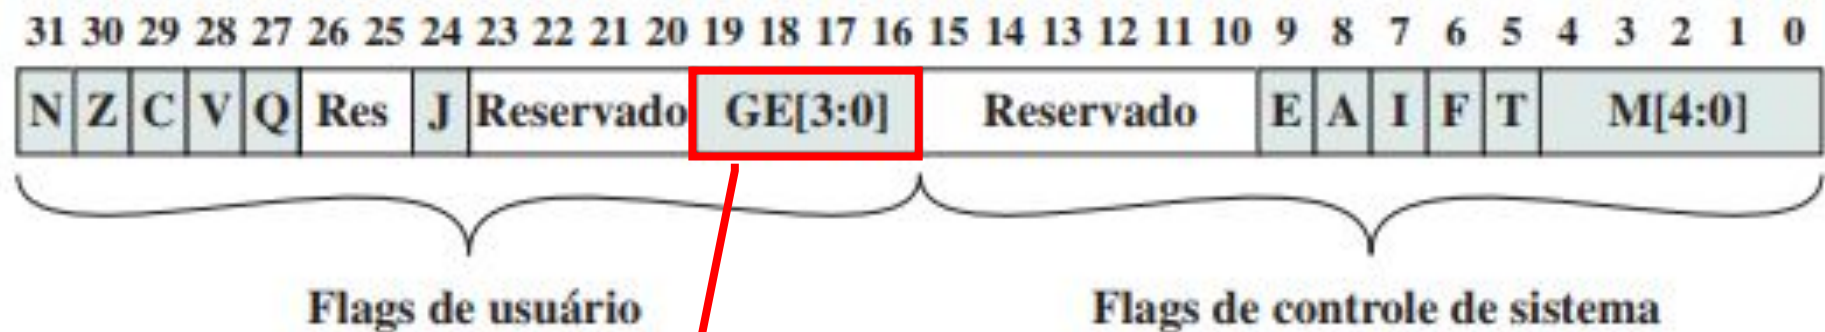 31 30 29 28 27 26 25 24 23 22 21 20 19 18 17 16 15 14 13 12 11 10 9 8 7 6 5 4 3 2 1 0
N Z C V Q Res J Reservado GE[3:0] Reservado E A I F T M[4:0]
Flags de usuário Flags de controle de sistema